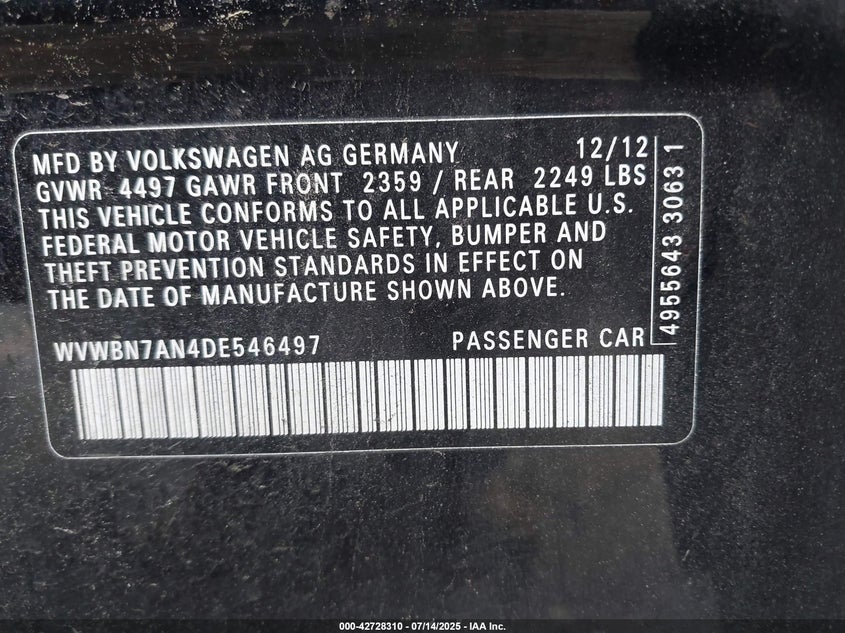 MFD BY VOLKSWAGEN AG GERMANY 12/12
GVWR 4497 GAWR FRONT 2359 / REAR 2249 LBS
THIS VEHICLE CONFORMS TO ALL APPLICABLE U.S.
FEDERAL MOTOR VEHICLE SAFETY, BUMPER AND
THEFT PREVENTION STANDARDS IN EFFECT ON
THE DATE OF MANUFACTURE SHOWN ABOVE.
WVWBN7AN4DE546497 PASSENGER CAR
4955643 3063 1
000-42728310 - 07/14/2025 - IAA Inc.